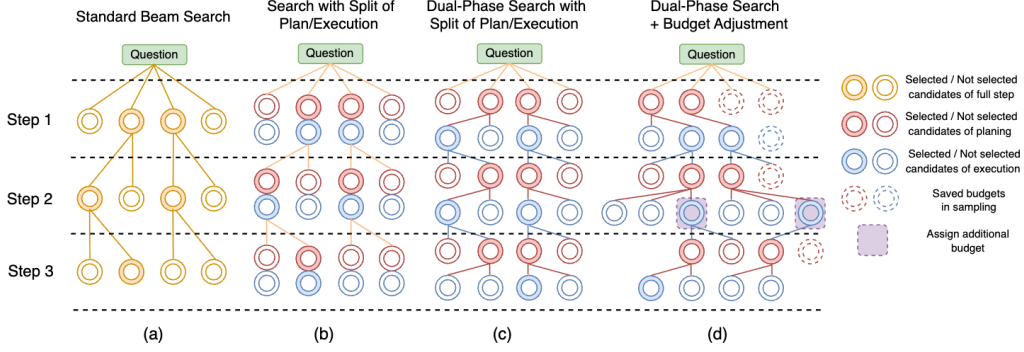 Standard Beam Search
Search with Split of
Plan/Execution
Dual-Phase Search with
Split of Plan/Execution
Dual-Phase Search
+ Budget Adjustment
Question
Question
Question
Question
Step 1
Step 2
Step 3
Selected / Not selected
candidates of full step
Selected / Not selected
candidates of planing
Selected / Not selected
candidates of execution
Saved budgets
in sampling
Assign additional
budget
(a)
(b)
(c)
(d)